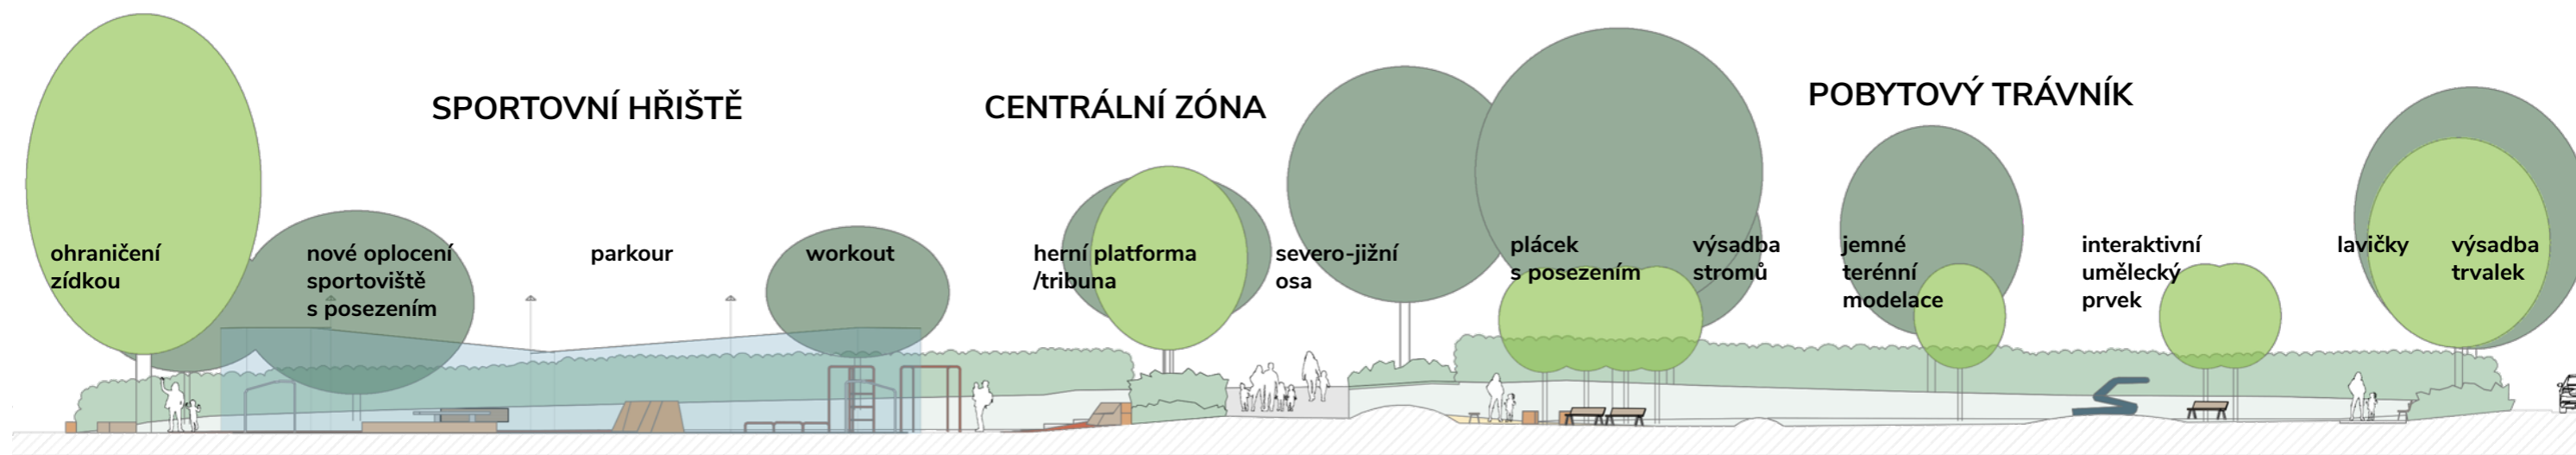 SPORTOVNÍ HŘIŠTĚ
CENTRÁLNÍ ZÓNA
POBYTOVÝ TRÁVNÍK
ohraničení
zídkou
nové oplocení
sportoviště
s posezením
parkour
workout
herní platforma
/tribuna
severo-jižní
osa
plácek
s posezením
výsadba
stromů
jemné
terénní
modelace
interaktivní
umělecký
prvek
lavičky
výsadba
trvalek